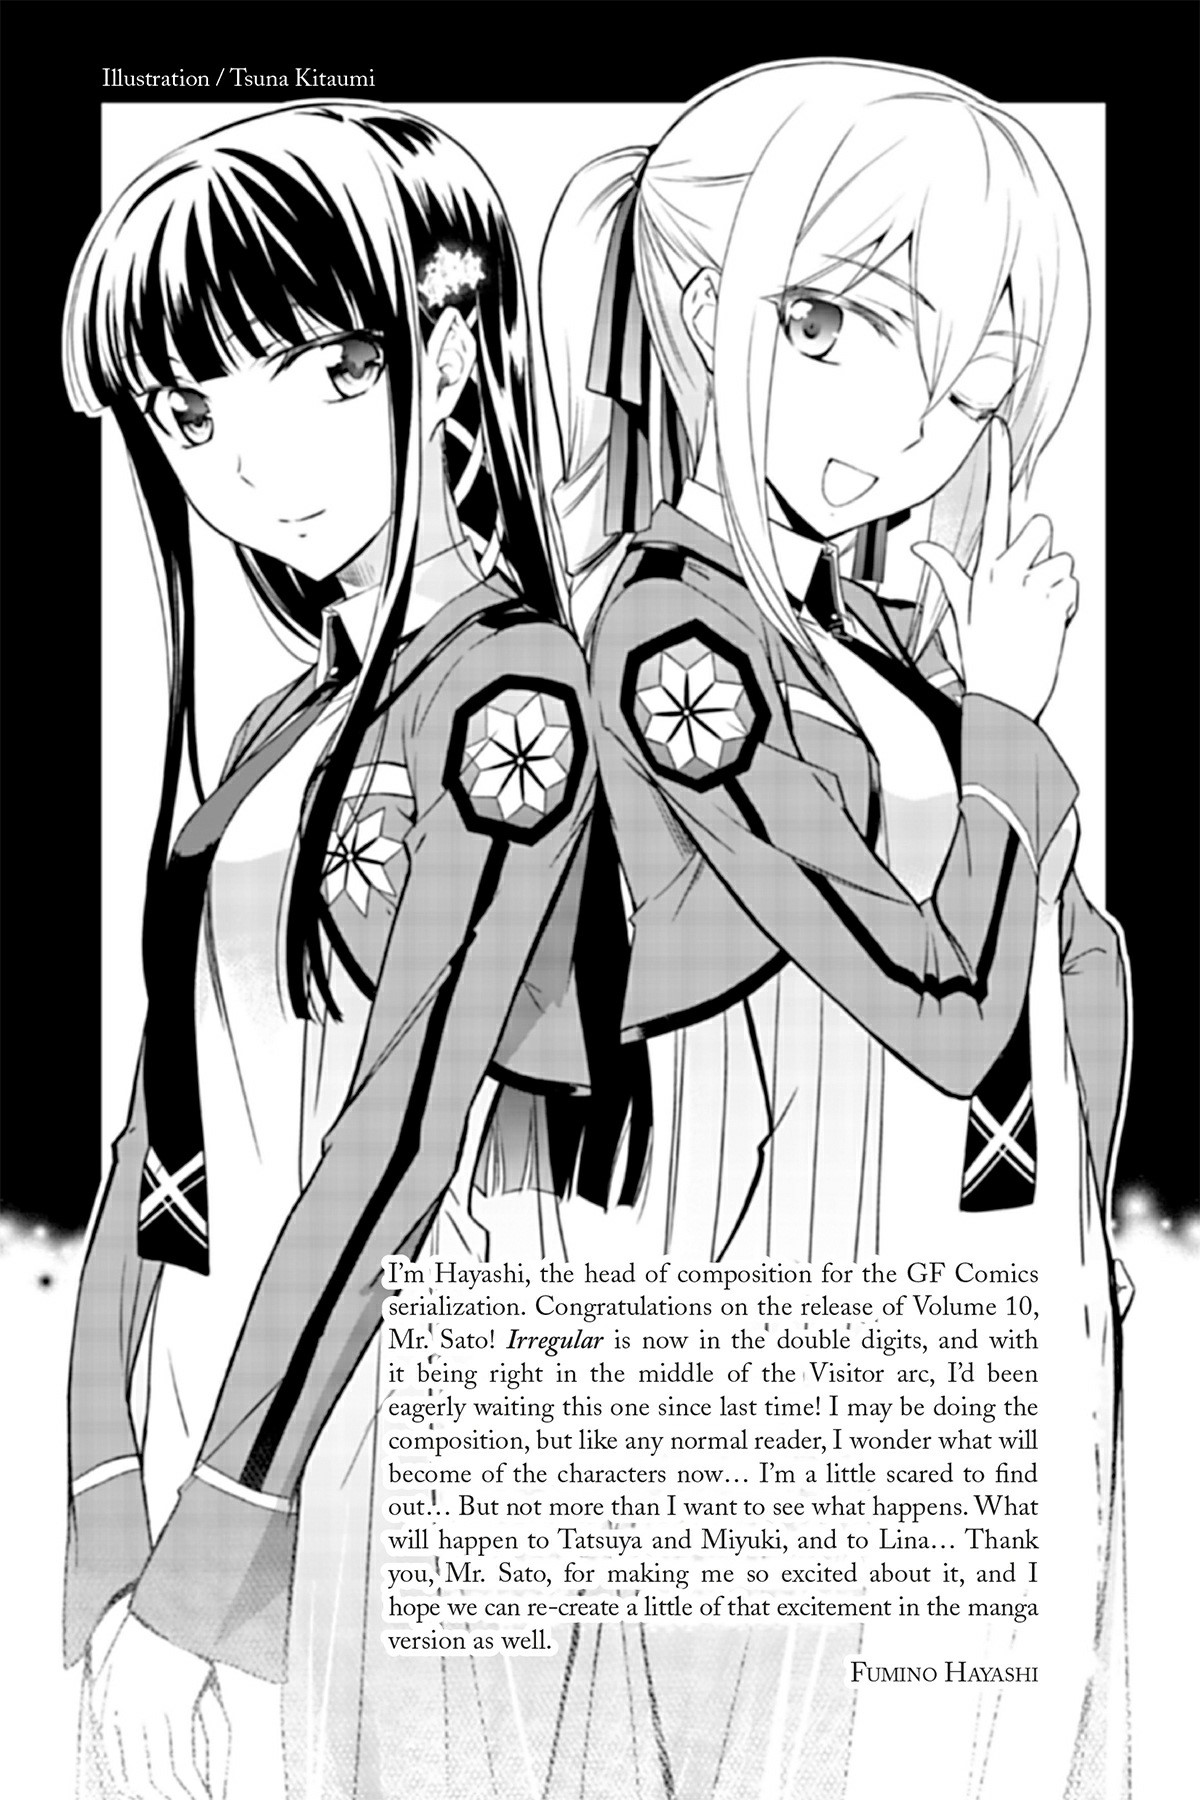 Illustration / Tsuna Kitaumi
I’m Hayashi, the head of composition for the GF Comics
serialization. Congratulations on the release of Volume 10,
Mr. Sato! Irregular is now in the double digits, and with
it being right in the middle of the Visitor arc, I’d been
eagerly waiting this one since last time! I may be doing the
composition, but like any normal reader, I wonder what will
become of the characters now… I’m a little scared to find
out… But not more than I want to see what happens. What
will happen to Tatsuya and Miyuki, and to Lina… Thank
you, Mr. Sato, for making me so excited about it, and I
hope we can re-create a little of that excitement in the manga
version as well.
Fumino Hayashi